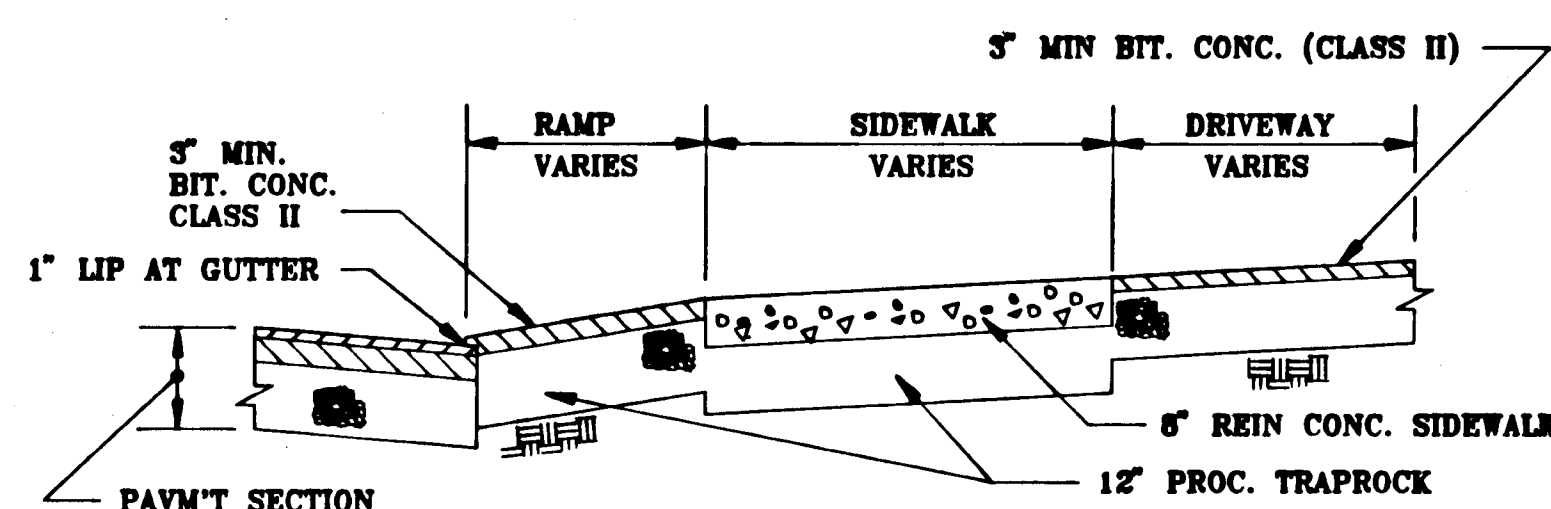 3" MIN BIT. CONC. (CLASS II)
RAMP
VARIES
SIDEWALK
VARIES
DRIVEWAY
VARIES
3" MIN.
BIT. CONC.
CLASS II
1" LIP AT GUTTER
8" REIN CONC. SIDEWALK
12" PROC. TRAPROCK
PAVM'T SECTION